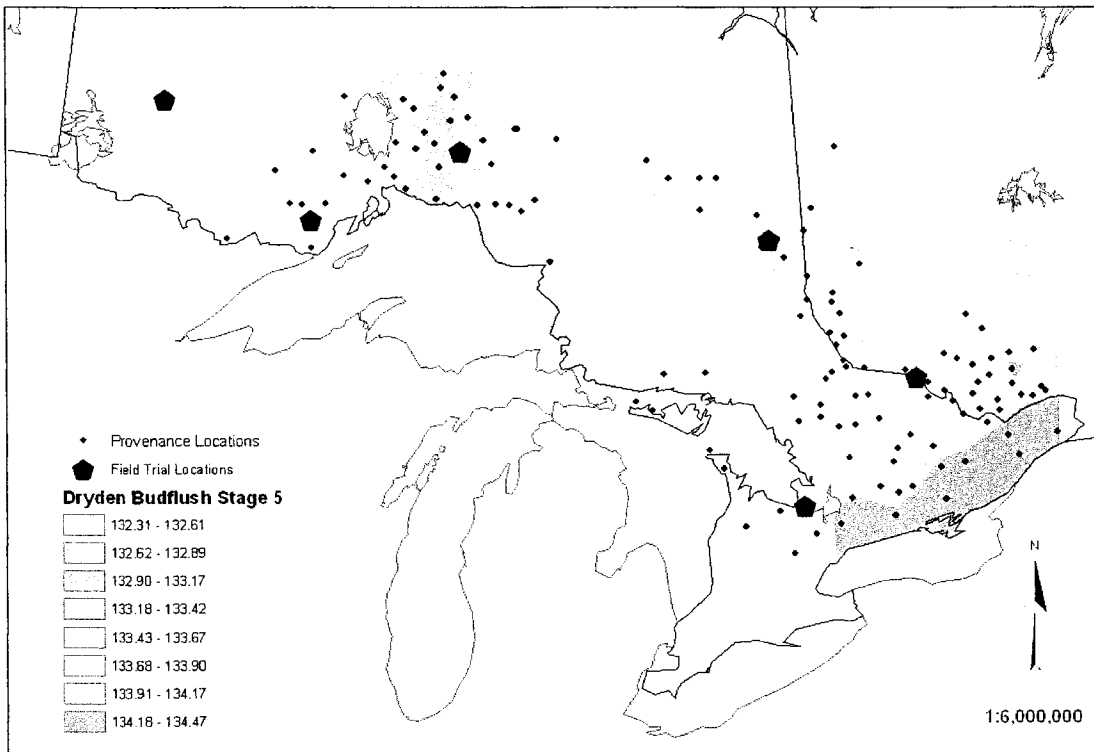 Provenance Locations
Field Trial Locations
Dryden Budflush Stage 5
132.31 - 132.61
132.62 - 132.89
132.90 - 133.17
133.18 - 133.42
133.43 - 133.67
133.68 - 133.90
133.91 - 134.17
134.18 - 134.47
N
1:6,000,000